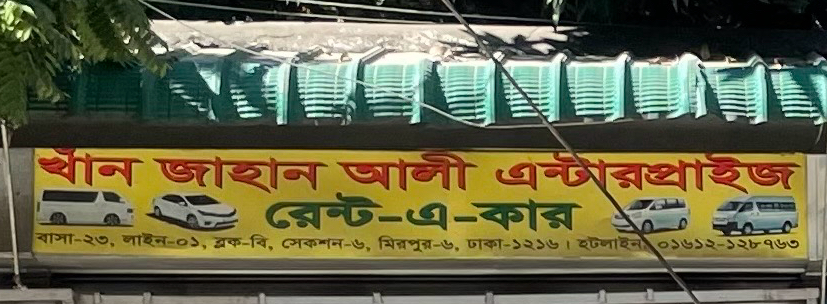 খাঁন জাহান আলী এন্টারপ্রাইজ
রেন্ট-এ-কার
বাসা-২৩, লাইন-০১, ব্লক-বি, সেকশন-৬, মিরপুর-৬, ঢাকা-১২১৬। হটলাইন: ০১৬১২-১২৮৭৬৩